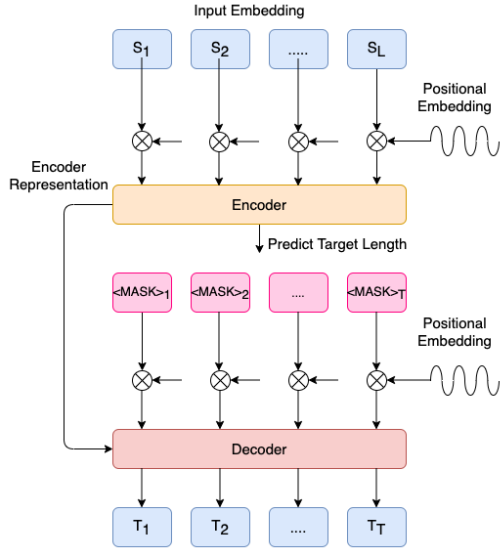 Input Embedding
S1 S2 ..... SL
Positional
Embedding
Encoder
Representation
Encoder
Predict Target Length
<MASK>1 <MASK>2 .... <MASK>T
Positional
Embedding
Decoder
T1 T2 .... TT